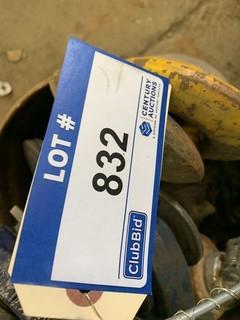 LOT #
832
CENTURY
AUCTIONS
ClubBid